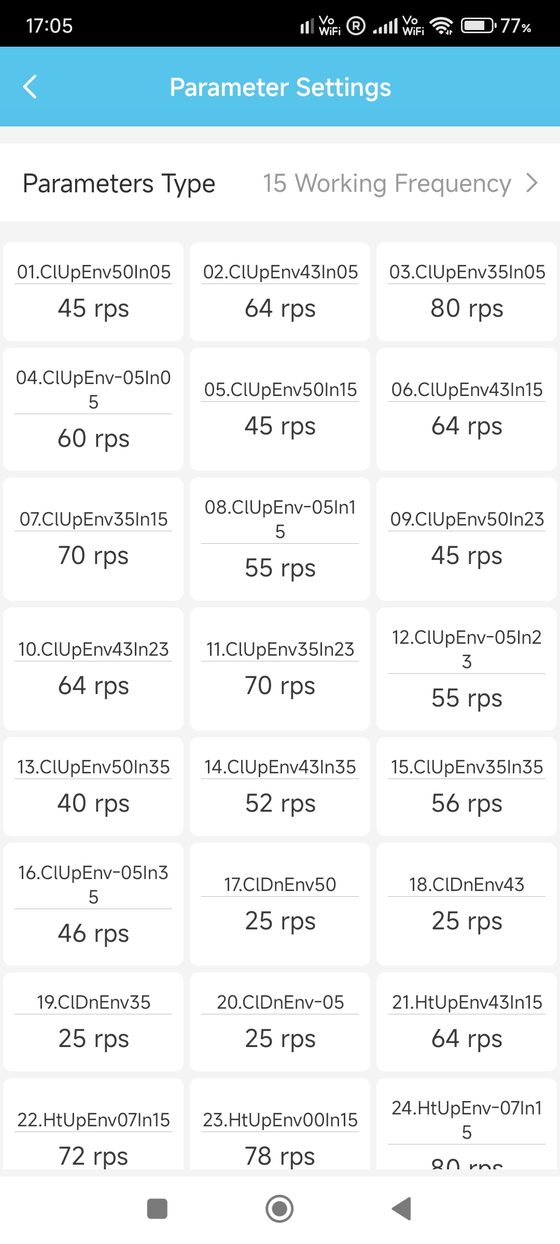 17:05
Vo WiFi R Vo WiFi 77%
Parameter Settings
Parameters Type 15 Working Frequency
01.ClUpEnv50In05 02.ClUpEnv43In05 03.ClUpEnv35In05
45 rps 64 rps 80 rps
04.ClUpEnv-05In0
5
60 rps
05.ClUpEnv50In15
45 rps
06.ClUpEnv43In15
64 rps
07.ClUpEnv35In15
70 rps
08.ClUpEnv-05In1
5
55 rps
09.ClUpEnv50In23
45 rps
10.ClUpEnv43In23
64 rps
11.ClUpEnv35In23
70 rps
12.ClUpEnv-05In2
3
55 rps
13.ClUpEnv50In35 14.ClUpEnv43In35 15.ClUpEnv35In35
40 rps 52 rps 56 rps
16.ClUpEnv-05In3
5
46 rps
17.ClDnEnv50
25 rps
18.ClDnEnv43
25 rps
19.ClDnEnv35 20.ClDnEnv-05 21.HtUpEnv43In15
25 rps 25 rps 64 rps
22.HtUpEnv07In15
72 rps
23.HtUpEnv00In15
78 rps
24.HtUpEnv-07In1
5
80 rps